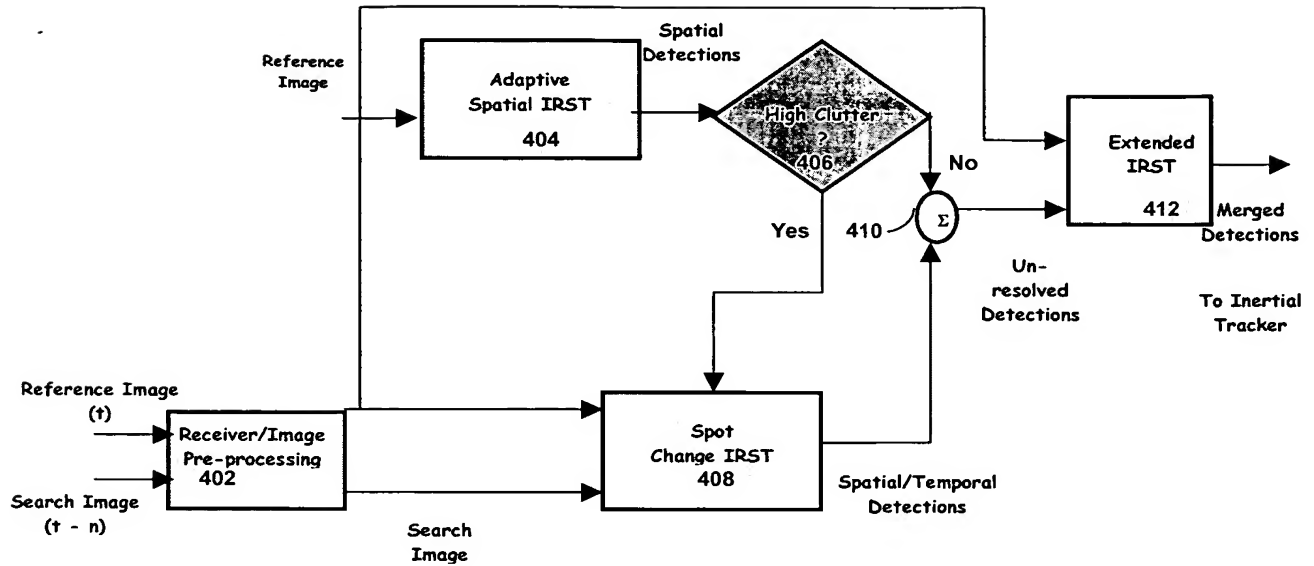 Spatial
Detections
Reference
Image
Adaptive
Spatial IRST
404
High Clutter
?
406
No
Yes
410
Σ
Extended
IRST
412
Merged
Detections
Un-
resolved
Detections
To Inertial
Tracker
Reference Image
(t)
Receiver/Image
Pre-processing
402
Search Image
(t - n)
Spot
Change IRST
408
Spatial/Temporal
Detections
Search
Image